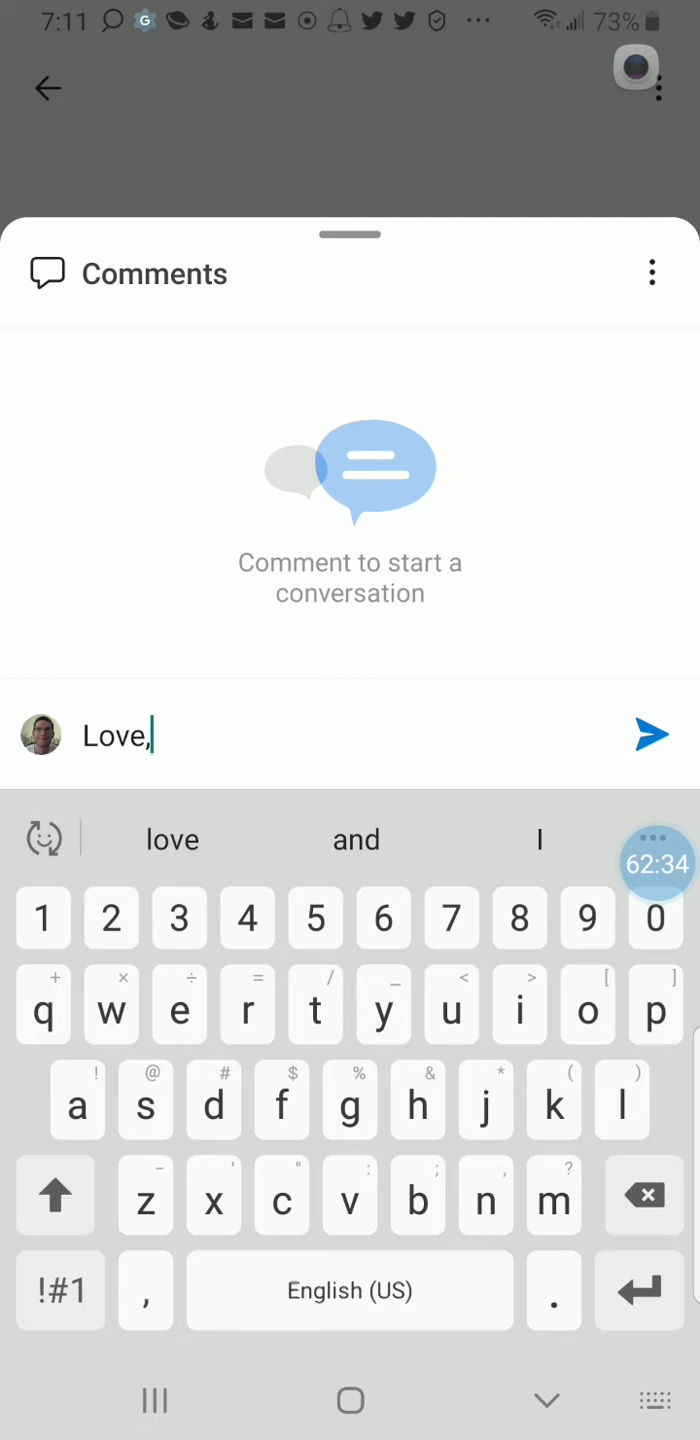 7:11
G
73%
Comments
Comment to start a
conversation
Love,
love and I
62:34
1 2 3 4 5 6 7 8 9 0
+ × ÷ = / _ < > [ ]
q w e r t y u i o p
! @ # $ % & * ( )
a s d f g h j k l
- ' " : ; , ?
z x c v b n m
!#1 , English (US) .